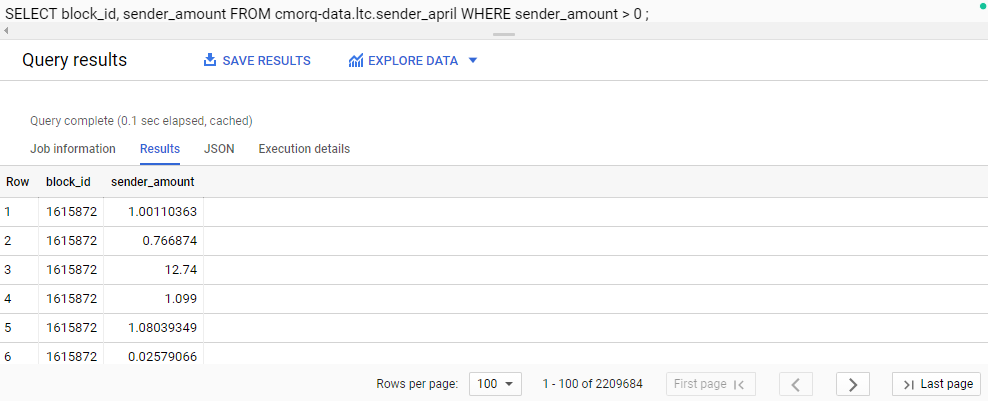 SELECT block_id, sender_amount FROM cmorq-data.ltc.sender_april WHERE sender_amount > 0 ;
Query results SAVE RESULTS EXPLORE DATA
Query complete (0.1 sec elapsed, cached)
Job information Results JSON Execution details
Row block_id sender_amount
1 1615872 1.00110363
2 1615872 0.766874
3 1615872 12.74
4 1615872 1.099
5 1615872 1.08039349
6 1615872 0.02579066
Rows per page: 100 1 - 100 of 2209684 First page Last page